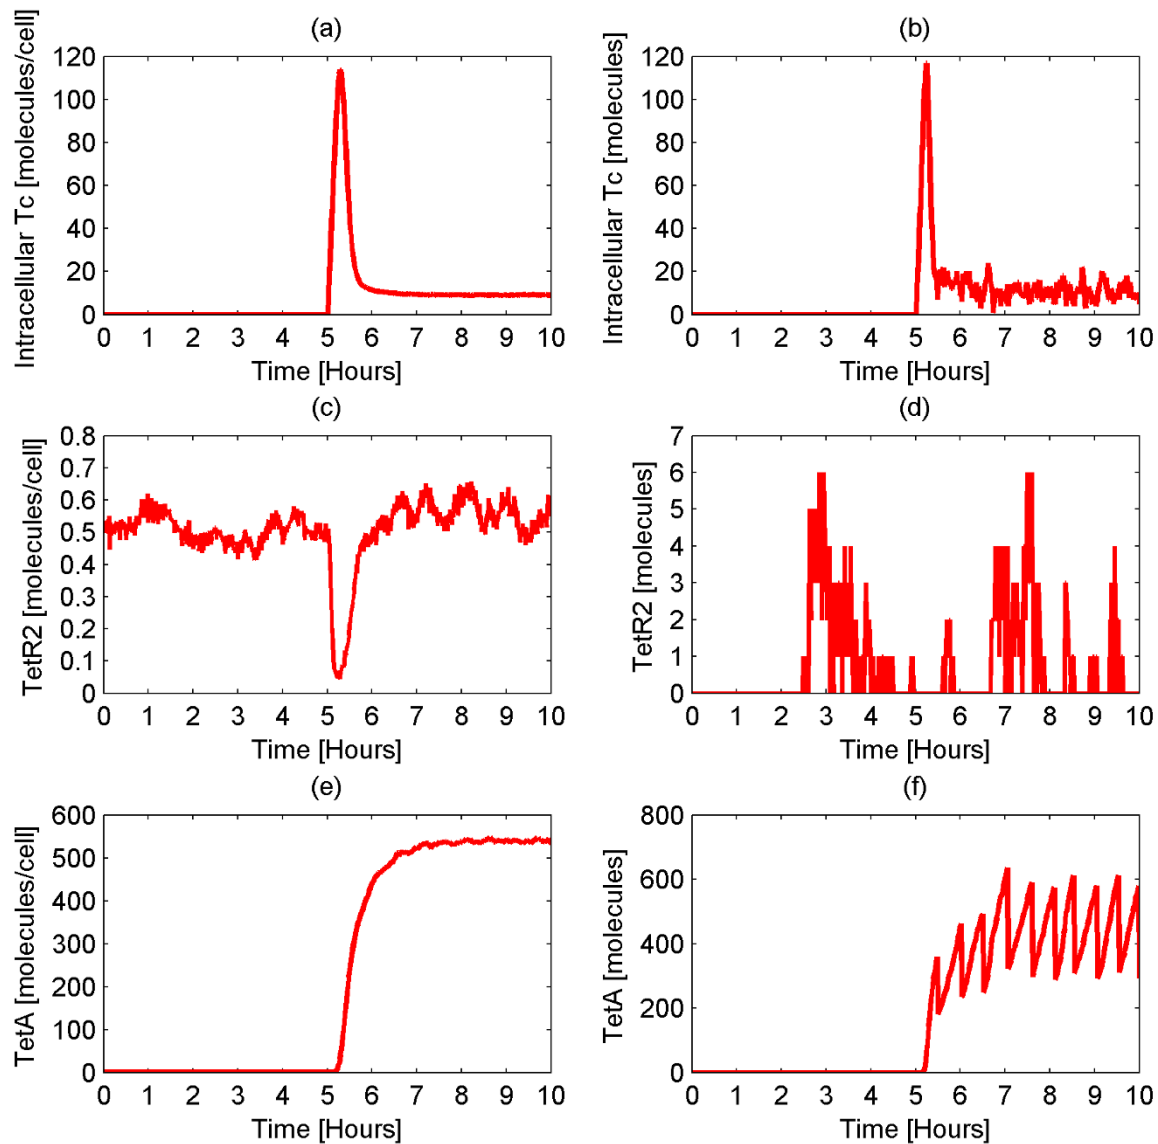 (a)
Intracellular Tc [molecules/cell]
120
100
80
60
40
20
0
0 1 2 3 4 5 6 7 8 9 10
Time [Hours]
(b)
Intracellular Tc [molecules]
120
100
80
60
40
20
0
0 1 2 3 4 5 6 7 8 9 10
Time [Hours]
(c)
TetR2 [molecules/cell]
0.8
0.7
0.6
0.5
0.4
0.3
0.2
0.1
0
0 1 2 3 4 5 6 7 8 9 10
Time [Hours]
(d)
TetR2 [molecules]
7
6
5
4
3
2
1
0
0 1 2 3 4 5 6 7 8 9 10
Time [Hours]
(e)
TetA [molecules/cell]
600
500
400
300
200
100
0
0 1 2 3 4 5 6 7 8 9 10
Time [Hours]
(f)
TetA [molecules]
800
600
400
200
0
0 1 2 3 4 5 6 7 8 9 10
Time [Hours]